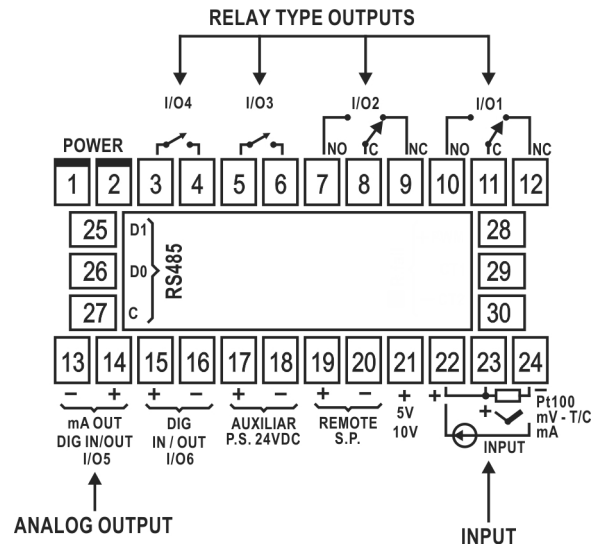 RELAY TYPE OUTPUTS
I/O4 I/O3 I/O2 I/O1
POWER NO C NC NO C NC
1 2 3 4 5 6 7 8 9 10 11 12
25 D1 28
26 D0 RS485 29
27 C 30
13 14 15 16 17 18 19 20 21 22 23 24
− + + − + − + − + + −
mA OUT DIG AUXILIAR REMOTE 5V + Pt100
DIG IN/OUT IN / OUT P.S. 24VDC S.P. 10V mV - T/C
I/O5 I/O6 mA
INPUT
ANALOG OUTPUT INPUT